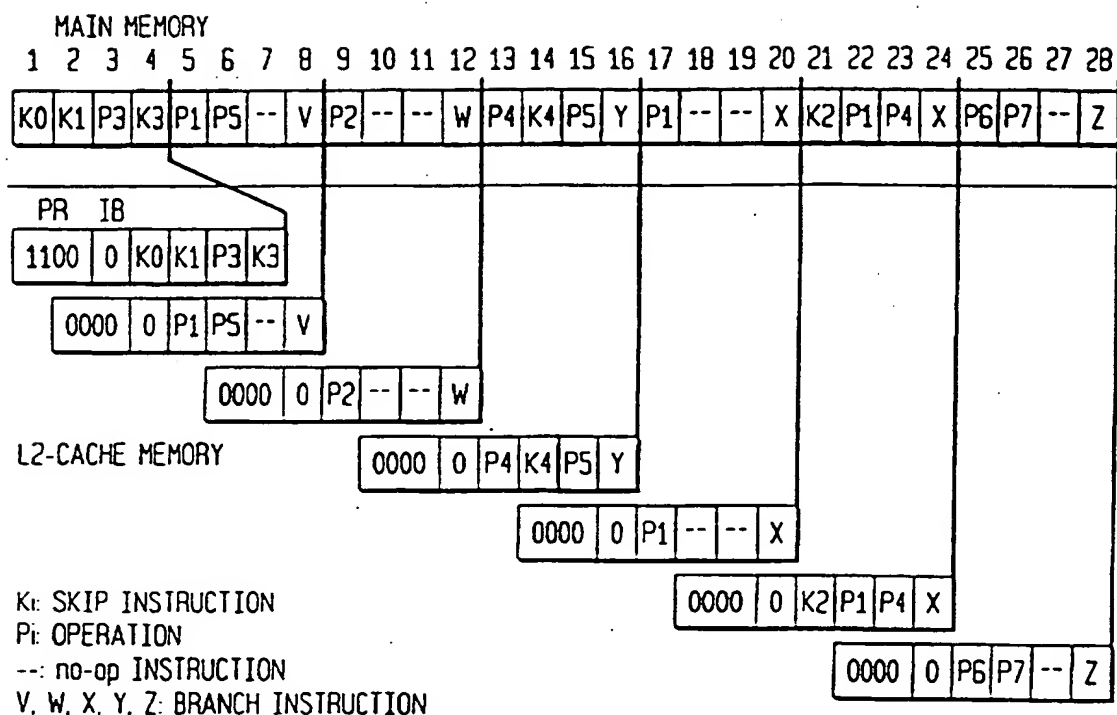 MAIN MEMORY
1 2 3 4 5 6 7 8 9 10 11 12 13 14 15 16 17 18 19 20 21 22 23 24 25 26 27 28
K0 K1 P3 K3 P1 P5 -- V P2 -- -- W P4 K4 P5 Y P1 -- -- X K2 P1 P4 X P6 P7 -- Z
PR IB
1100 0 K0 K1 P3 K3
0000 0 P1 P5 -- V
0000 0 P2 -- -- W
L2-CACHE MEMORY
0000 0 P4 K4 P5 Y
0000 0 P1 -- -- X
0000 0 K2 P1 P4 X
0000 0 P6 P7 -- Z
Ki: SKIP INSTRUCTION
Pi: OPERATION
--: no-op INSTRUCTION
V, W, X, Y, Z: BRANCH INSTRUCTION